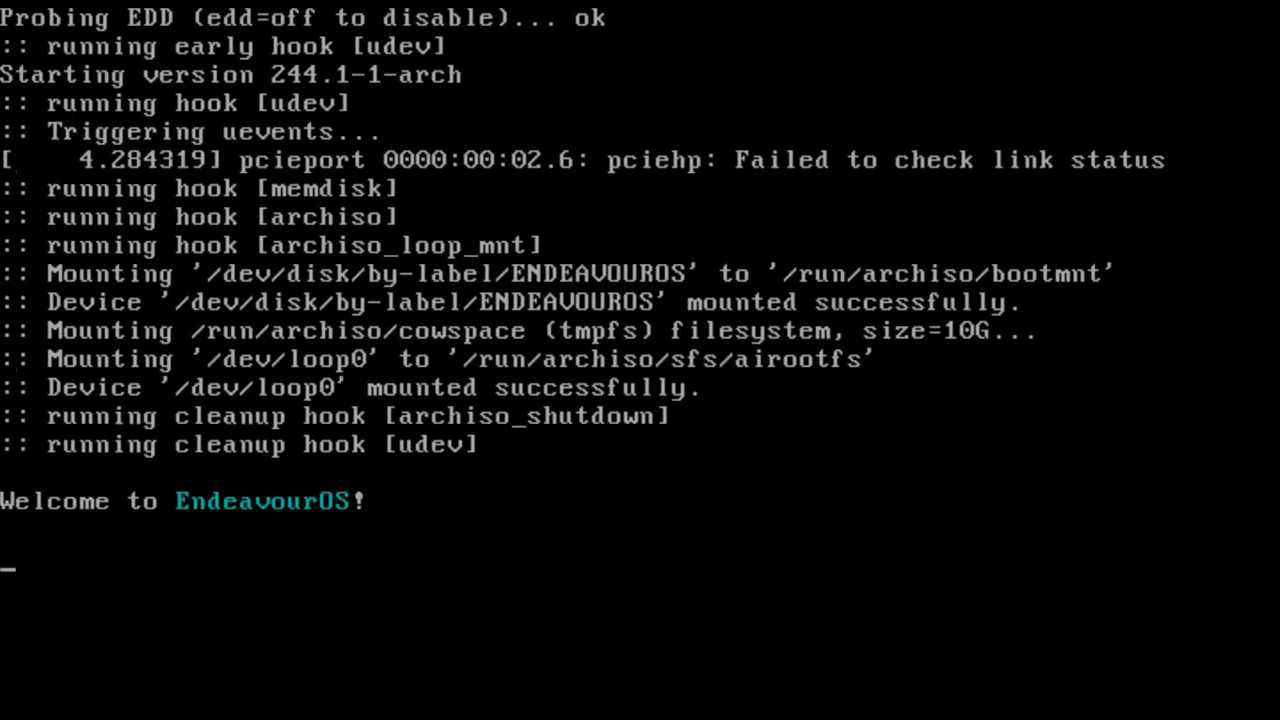 Probing EDD (edd=off to disable)... ok
:: running early hook [udev]
Starting version 244.1-1-arch
:: running hook [udev]
:: Triggering uevents...
[    4.284319] pcieport 0000:00:02.6: pciehp: Failed to check link status
:: running hook [memdisk]
:: running hook [archiso]
:: running hook [archiso_loop_mnt]
:: Mounting '/dev/disk/by-label/ENDEAVOUROS' to '/run/archiso/bootmnt'
:: Device '/dev/disk/by-label/ENDEAVOUROS' mounted successfully.
:: Mounting /run/archiso/cowspace (tmpfs) filesystem, size=10G...
:: Mounting '/dev/loop0' to '/run/archiso/sfs/airootfs'
:: Device '/dev/loop0' mounted successfully.
:: running cleanup hook [archiso_shutdown]
:: running cleanup hook [udev]
Welcome to EndeavourOS!
_